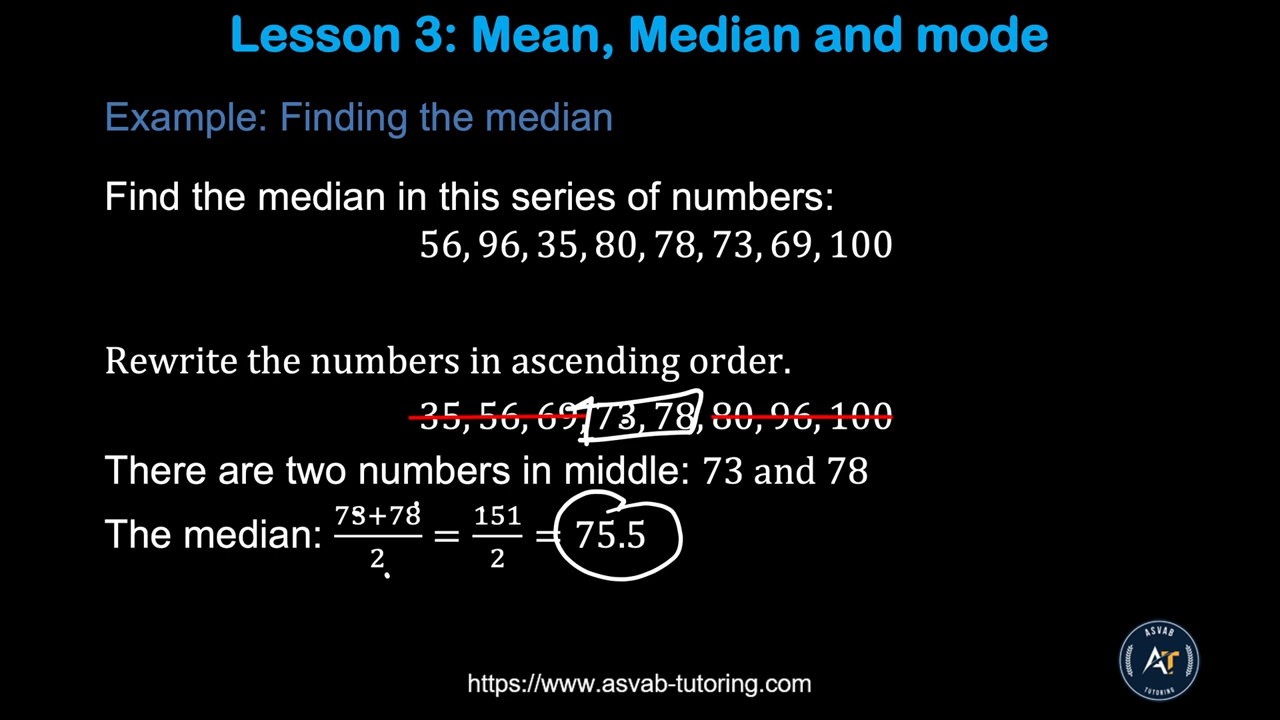 Lesson 3: Mean, Median and mode
Example: Finding the median
Find the median in this series of numbers:
56, 96, 35, 80, 78, 73, 69, 100
Rewrite the numbers in ascending order.
35, 56, 69, 73, 78, 80, 96, 100
There are two numbers in middle: 73 and 78
The median: 73+78/2 = 151/2 = 75.5
ASVAB
AT
TUTORING
https://www.asvab-tutoring.com